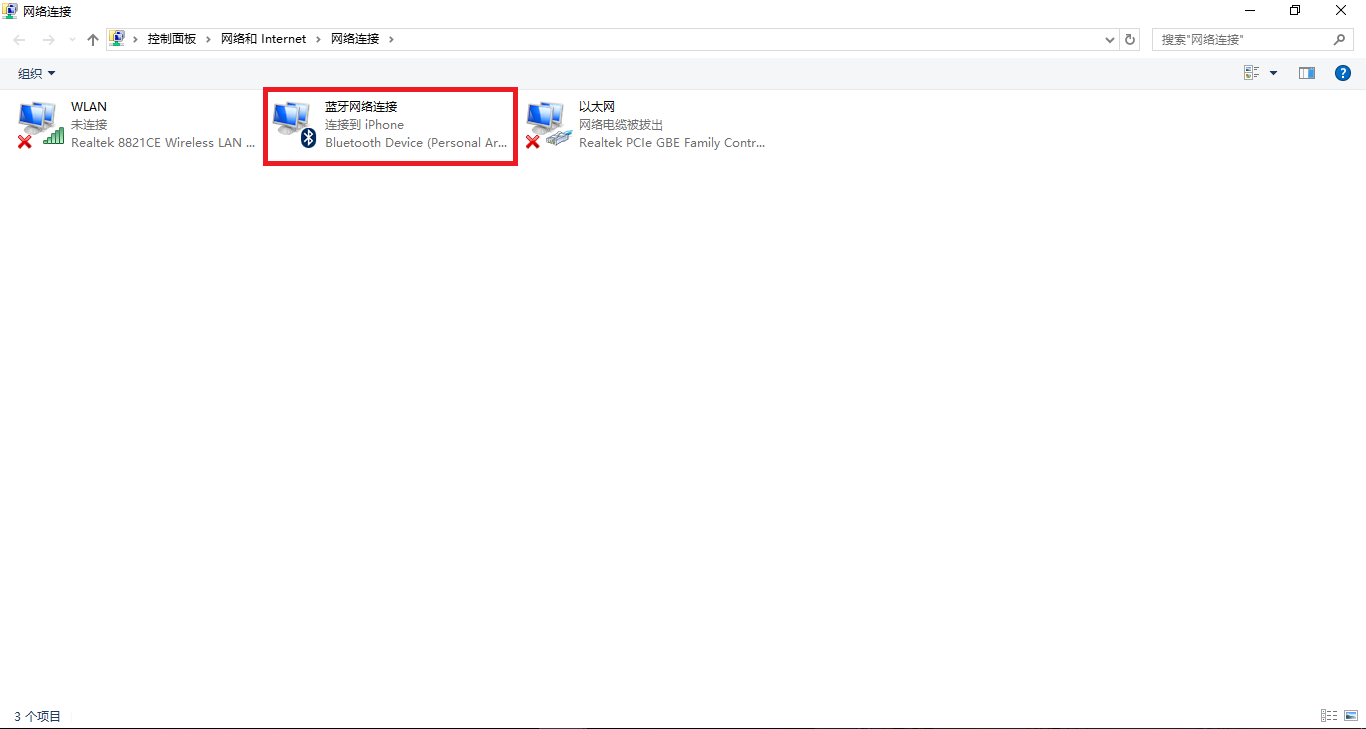 网络连接
控制面板 › 网络和 Internet › 网络连接 ›
搜索"网络连接"
组织
WLAN
未连接
Realtek 8821CE Wireless LAN ...
蓝牙网络连接
连接到 iPhone
Bluetooth Device (Personal Ar...
以太网
网络电缆被拔出
Realtek PCIe GBE Family Contr...
3 个项目